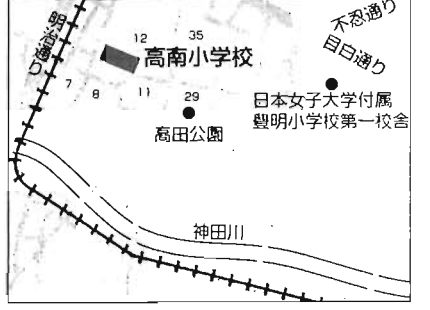 不忍通り
目白通り
明治通り
12
35
高南小学校
7
8
11
29
高田公園
日本女子大学付属
豊明小学校第一校舎
神田川